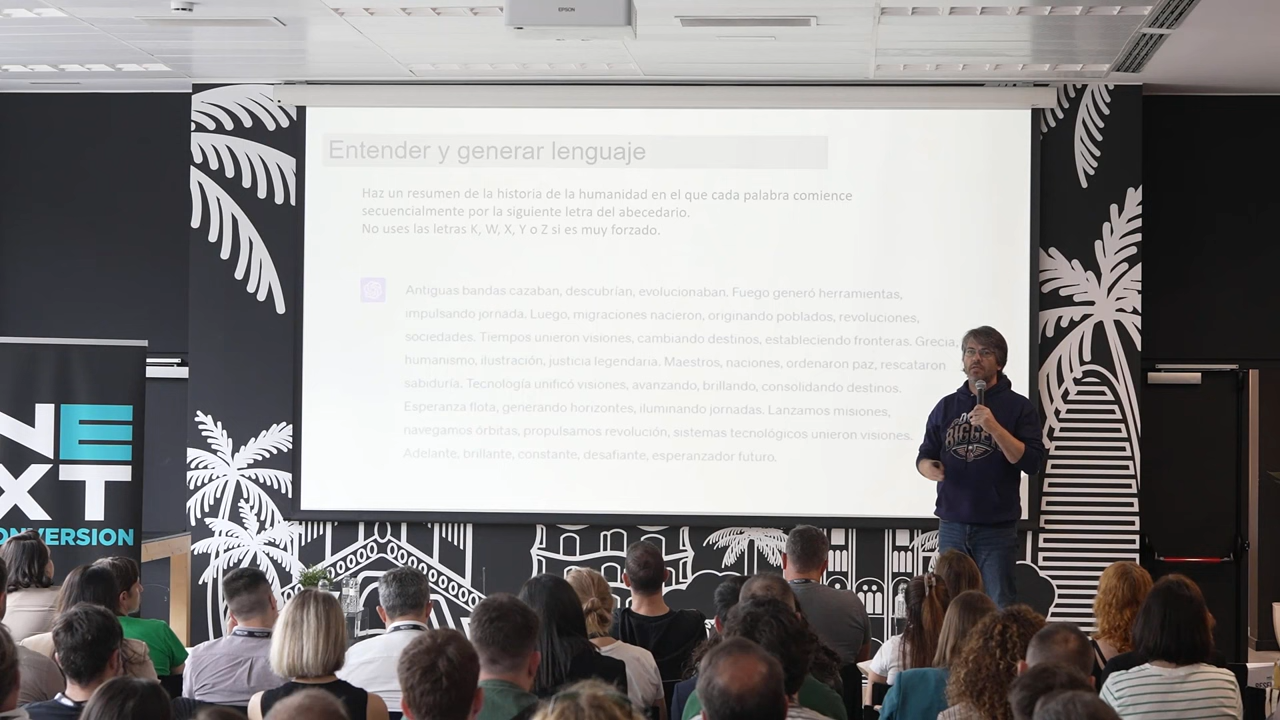 EPSON
Entender y generar lenguaje
Haz un resumen de la historia de la humanidad en el que cada palabra comience
secuencialmente por la siguiente letra del abecedario.
No uses las letras K, W, X, Y o Z si es muy forzado.
Antiguas bandas cazaban, descubrían, evolucionaban. Fuego generó herramientas,
impulsando jornada. Luego, migraciones nacieron, originando poblados, revoluciones,
sociedades. Tiempos unieron visiones, cambiando destinos, estableciendo fronteras. Grecia,
humanismo, ilustración, justicia legendaria. Maestros, naciones, ordenaron paz, rescataron
sabiduría. Tecnología unificó visiones, avanzando, brillando, consolidando destinos.
Esperanza flota, generando horizontes, iluminando jornadas. Lanzamos misiones,
navegamos órbitas, propulsamos revolución, sistemas tecnológicos unieron visiones.
Adelante, brillante, constante, desafiante, esperanzador futuro.
NE
XT
ONVERSION